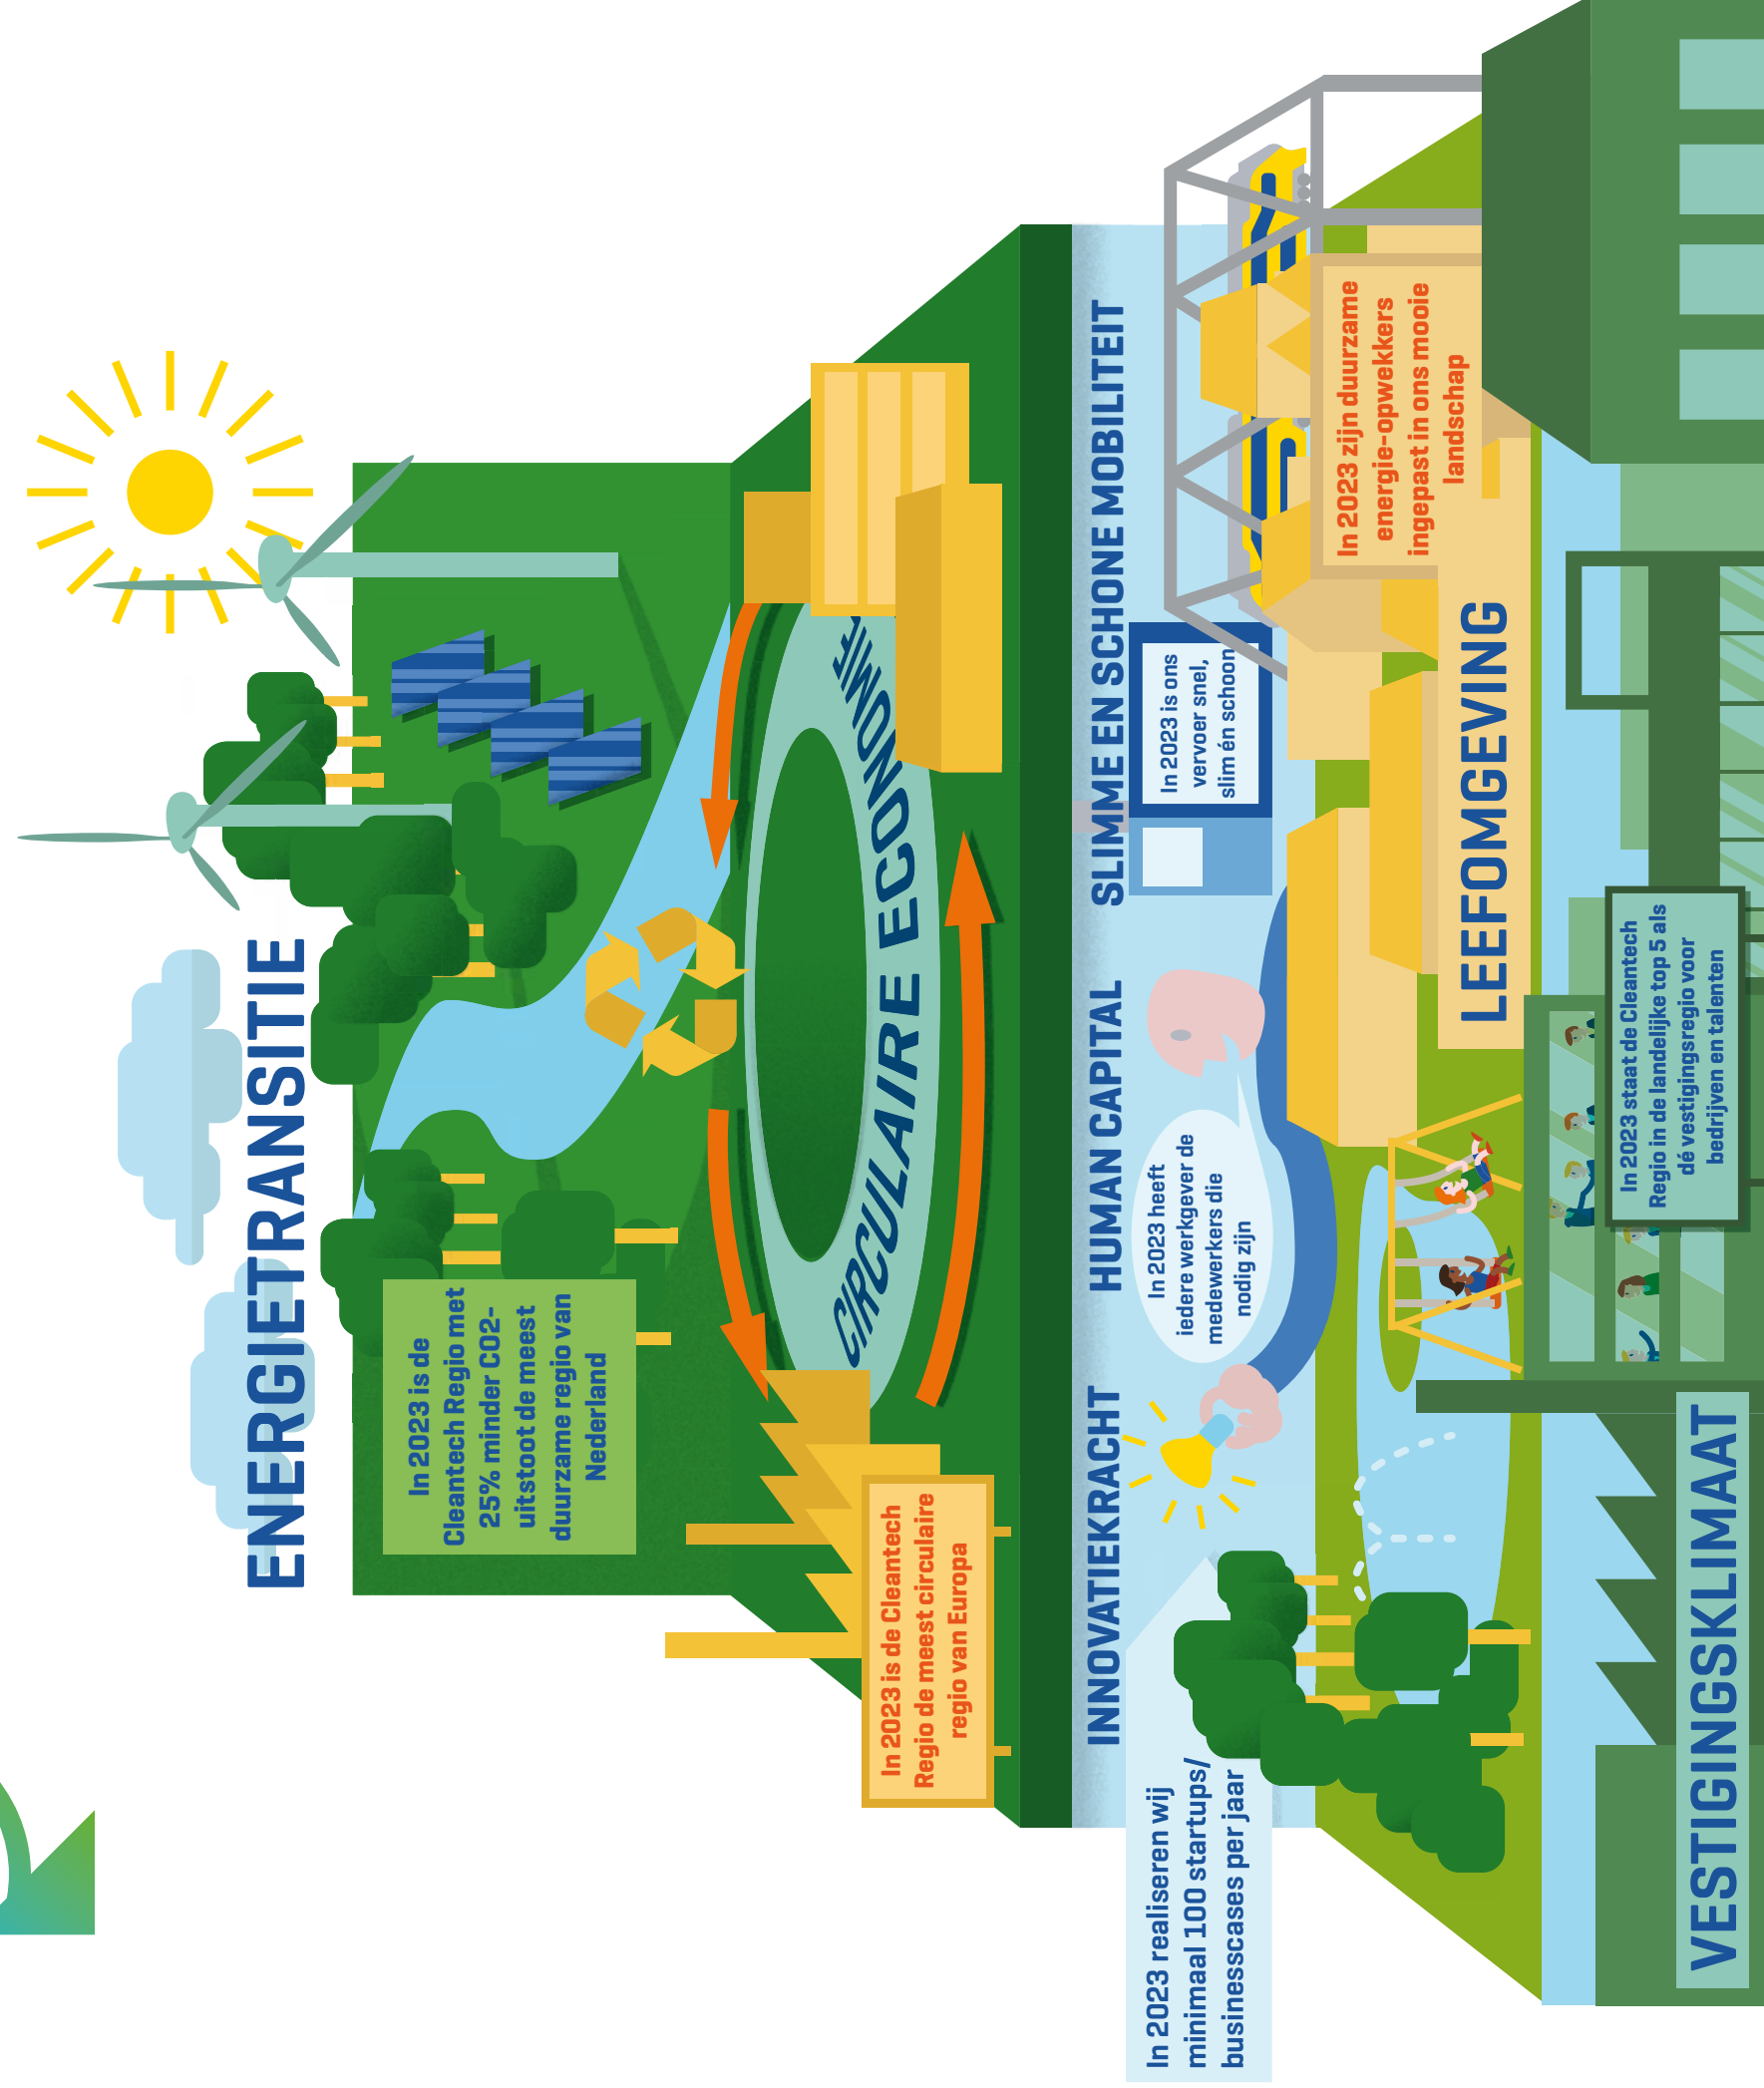 ENERGIETRANSITIE
In 2023 is de
Cleantech Regio met
25% minder CO2-
uitstoot de meest
duurzame regio van
Nederland
CIRCULAIRE ECONOMIE
In 2023 is de Cleantech
Regio de meest circulaire
regio van Europa
INNOVATIEKRACHT
In 2023 realiseren wij
minimaal 100 startups/
businesscases per jaar
HUMAN CAPITAL
In 2023 heeft
iedere werkgever de
medewerkers die
nodig zijn
SLIMME EN SCHONE MOBILITEIT
In 2023 is ons
vervoer snel,
slim én schoon
LEEFOMGEVING
In 2023 zijn duurzame
energie-opwekkers
ingepast in ons mooie
landschap
VESTIGINGSKLIMAAT
In 2023 staat de Cleantech
Regio in de landelijke top 5 als
dé vestigingsregio voor
bedrijven en talenten